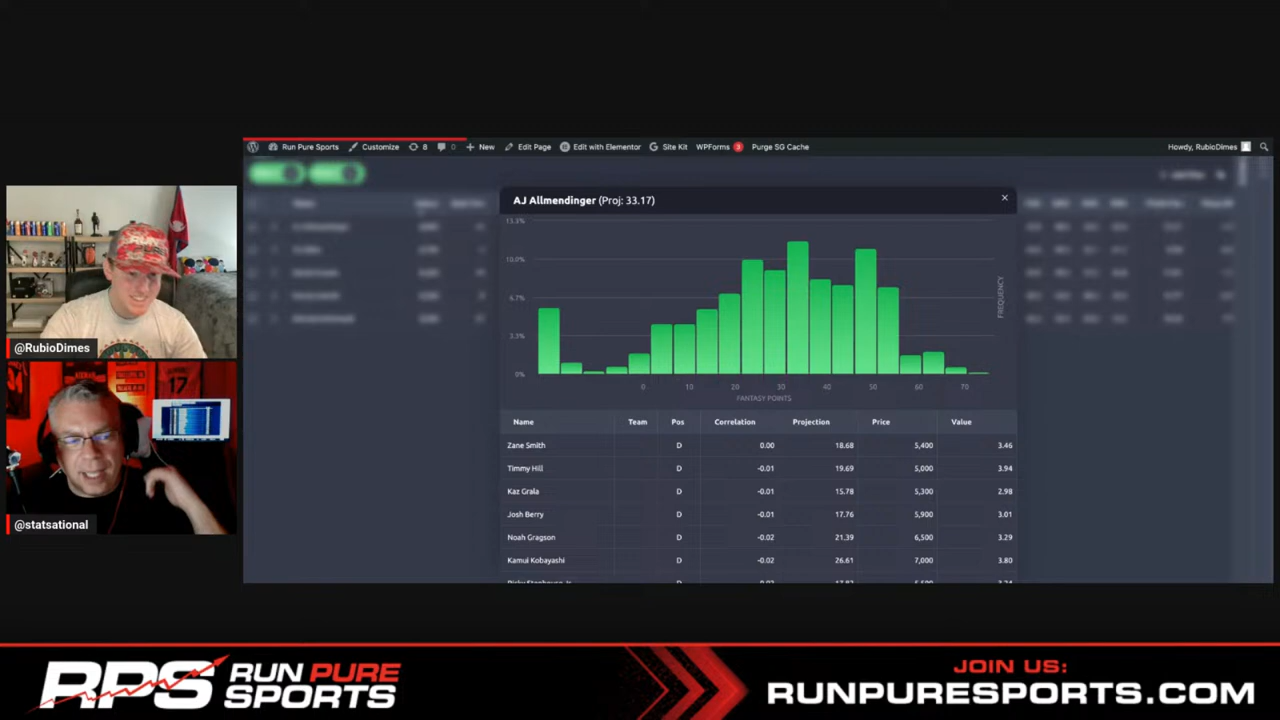 Run Pure Sports Customize 8 0 New Edit Page Edit with Elementor Site Kit WPForms 3 Purge SG Cache Howdy, RubioDimes
AJ Allmendinger (Proj: 33.17) ×
13.3%
10.0%
6.7%
3.3%
0%
FREQUENCY
0 10 20 30 40 50 60 70
FANTASY POINTS
Name Team Pos Correlation Projection Price Value
Zane Smith D 0.00 18.68 5,400 3.46
Timmy Hill D -0.01 19.69 5,000 3.94
Kaz Grala D -0.01 15.78 5,300 2.98
Josh Berry D -0.01 17.76 5,900 3.01
Noah Gragson D -0.02 21.39 6,500 3.29
Kamui Kobayashi D -0.02 26.61 7,000 3.80
@RubioDimes
17
@statsational
RPS RUN PURE
SPORTS
JOIN US:
RUNPURESPORTS.COM